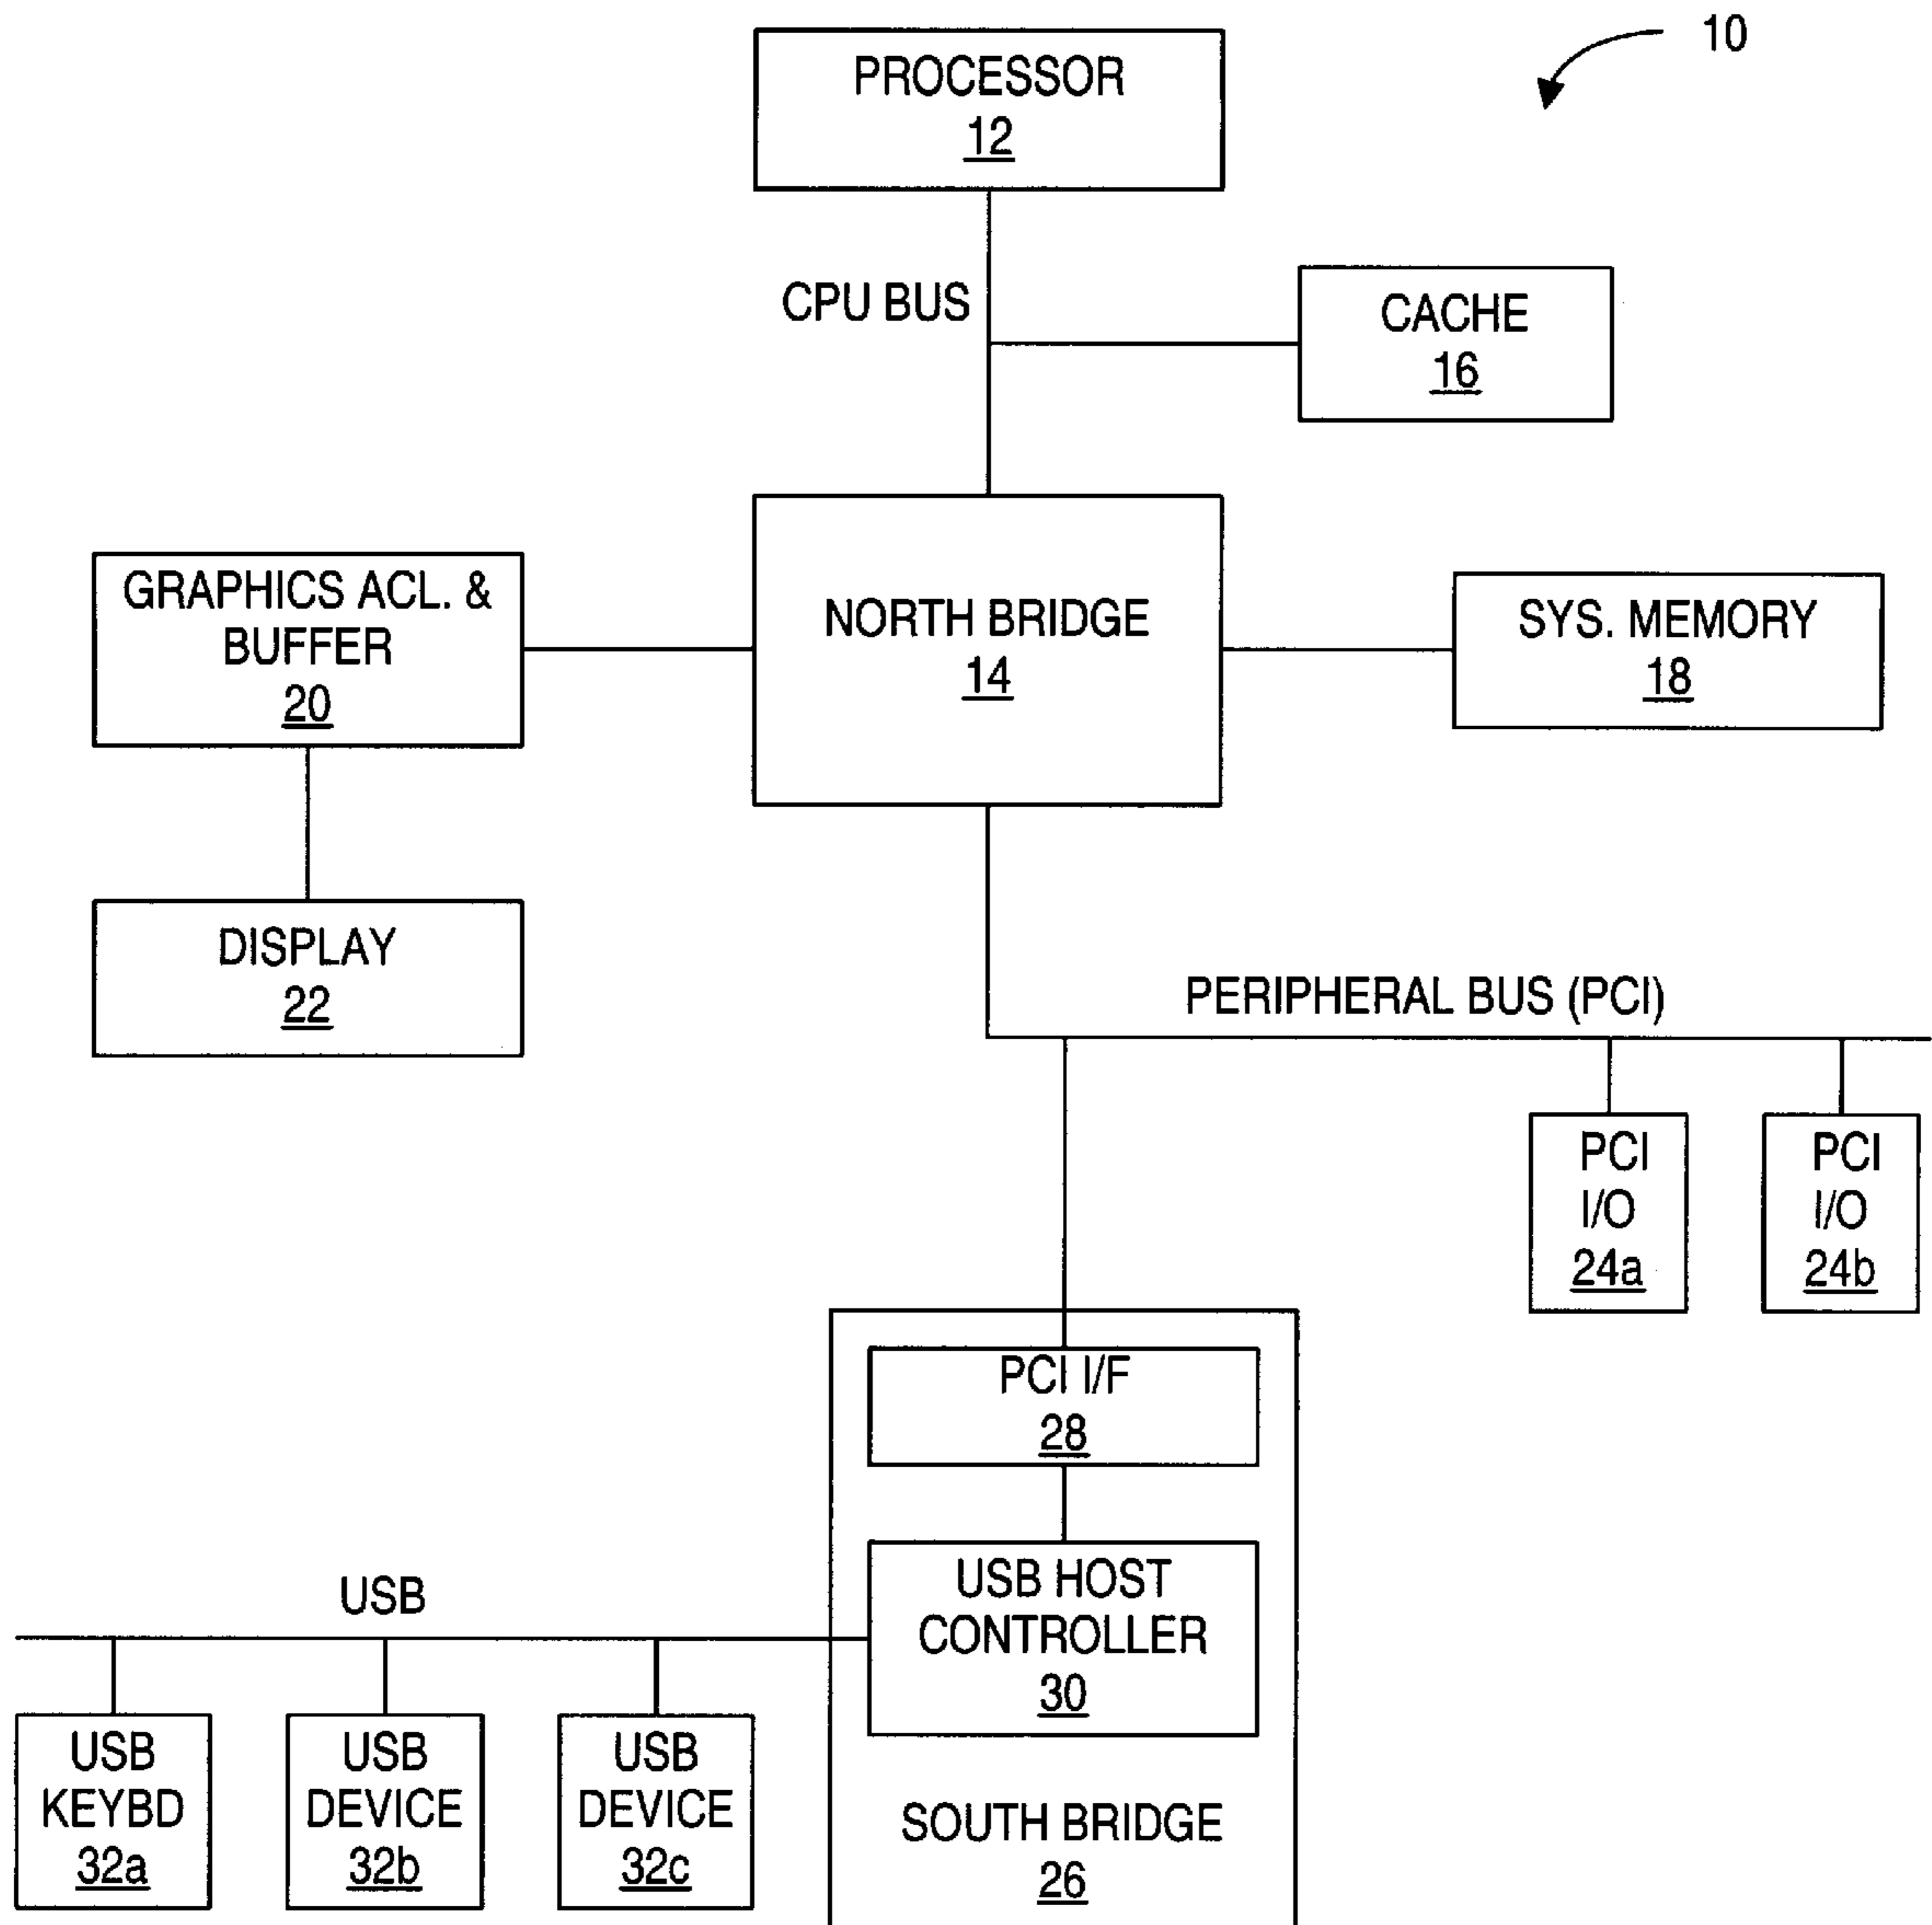 10
PROCESSOR
12
CPU BUS
CACHE
16
GRAPHICS ACL. &
BUFFER
20
NORTH BRIDGE
14
SYS. MEMORY
18
DISPLAY
22
PERIPHERAL BUS (PCI)
PCI
I/O
24a
PCI
I/O
24b
PCI I/F
28
USB HOST
CONTROLLER
30
USB
USB
KEYBD
32a
USB
DEVICE
32b
USB
DEVICE
32c
SOUTH BRIDGE
26